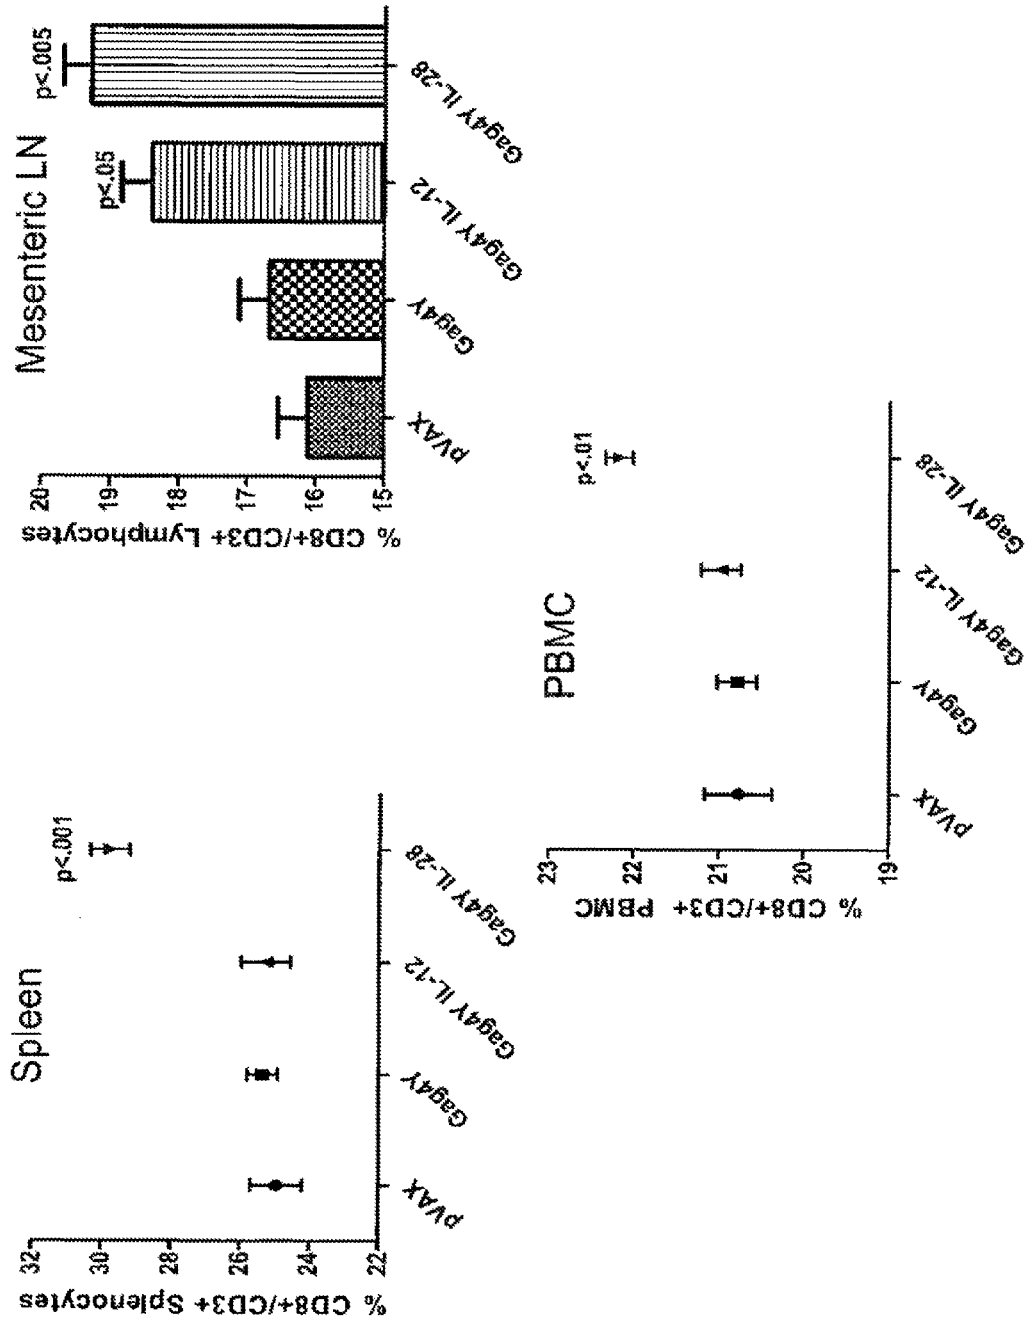 Spleen
% CD8+/CD3+ Splenocytes
32
30
28
26
24
22
p<.001
pVAX
Gag4Y
Gag4Y IL-12
Gag4Y IL-28
Mesenteric LN
% CD8+/CD3+ Lymphocytes
20
19
18
17
16
15
p<.05
p<.005
pVAX
Gag4Y
Gag4Y IL-12
Gag4Y IL-28
PBMC
% CD8+/CD3+ PBMC
23
22
21
20
19
p<.01
pVAX
Gag4Y
Gag4Y IL-12
Gag4Y IL-28